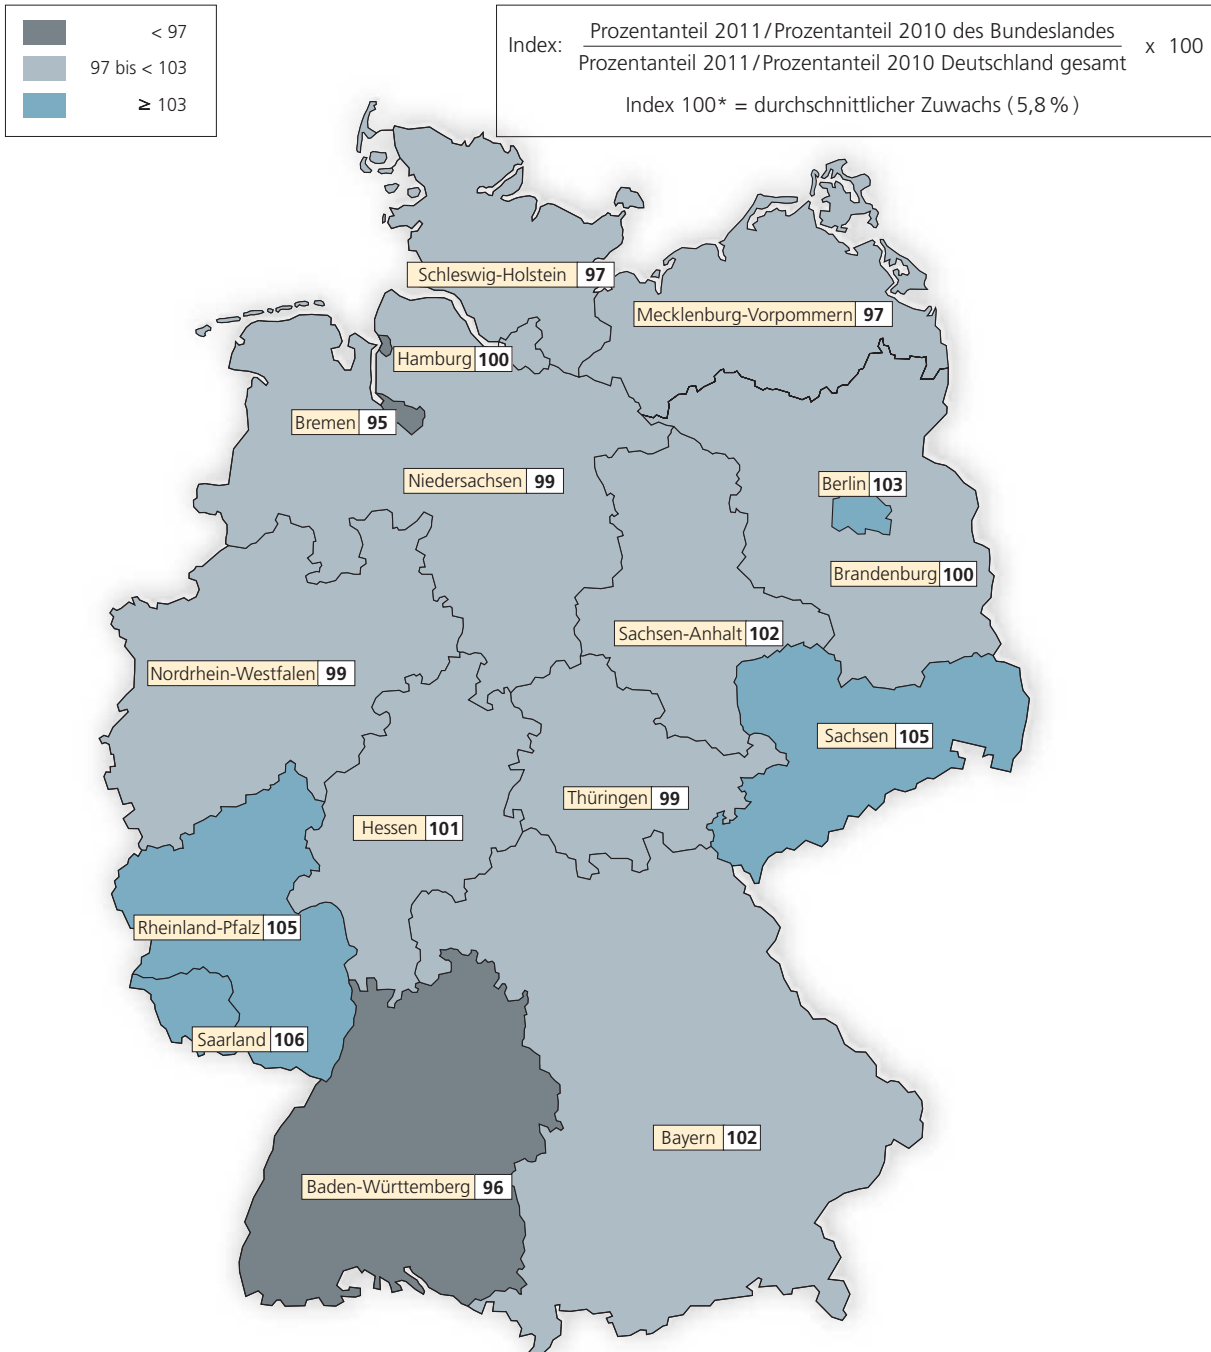 < 97
97 bis < 103
≥ 103
Index: Prozentanteil 2011/Prozentanteil 2010 des Bundeslandes
Prozentanteil 2011/Prozentanteil 2010 Deutschland gesamt x 100
Index 100* = durchschnittlicher Zuwachs (5,8 %)
Schleswig-Holstein 97
Mecklenburg-Vorpommern 97
Hamburg 100
Bremen 95
Niedersachsen 99
Berlin 103
Brandenburg 100
Sachsen-Anhalt 102
Nordrhein-Westfalen 99
Sachsen 105
Thüringen 99
Hessen 101
Rheinland-Pfalz 105
Saarland 106
Bayern 102
Baden-Württemberg 96